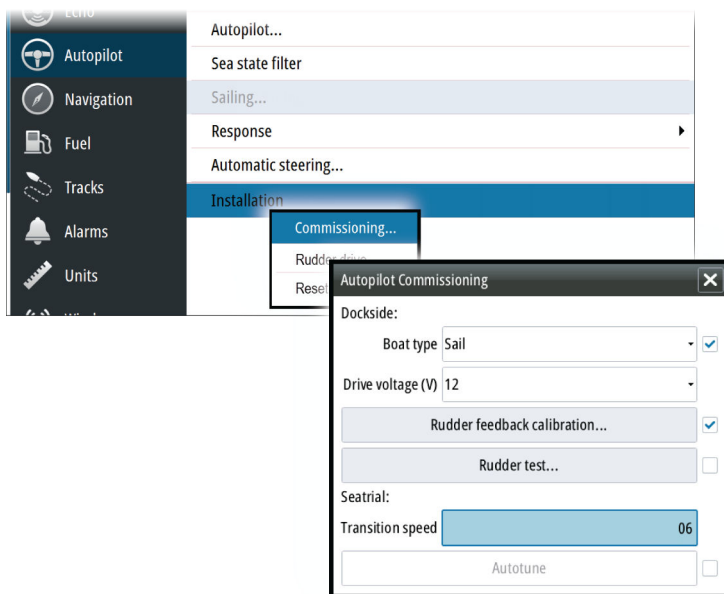 Echo
Autopilot
Navigation
Fuel
Tracks
Alarms
Units
Autopilot...
Sea state filter
Sailing...
Response
Automatic steering...
Installation
Commissioning...
Rudder drive
Reset
Autopilot Commissioning
Dockside:
Boat type Sail
Drive voltage (V) 12
Rudder feedback calibration...
Rudder test...
Seatrial:
Transition speed 06
Autotune